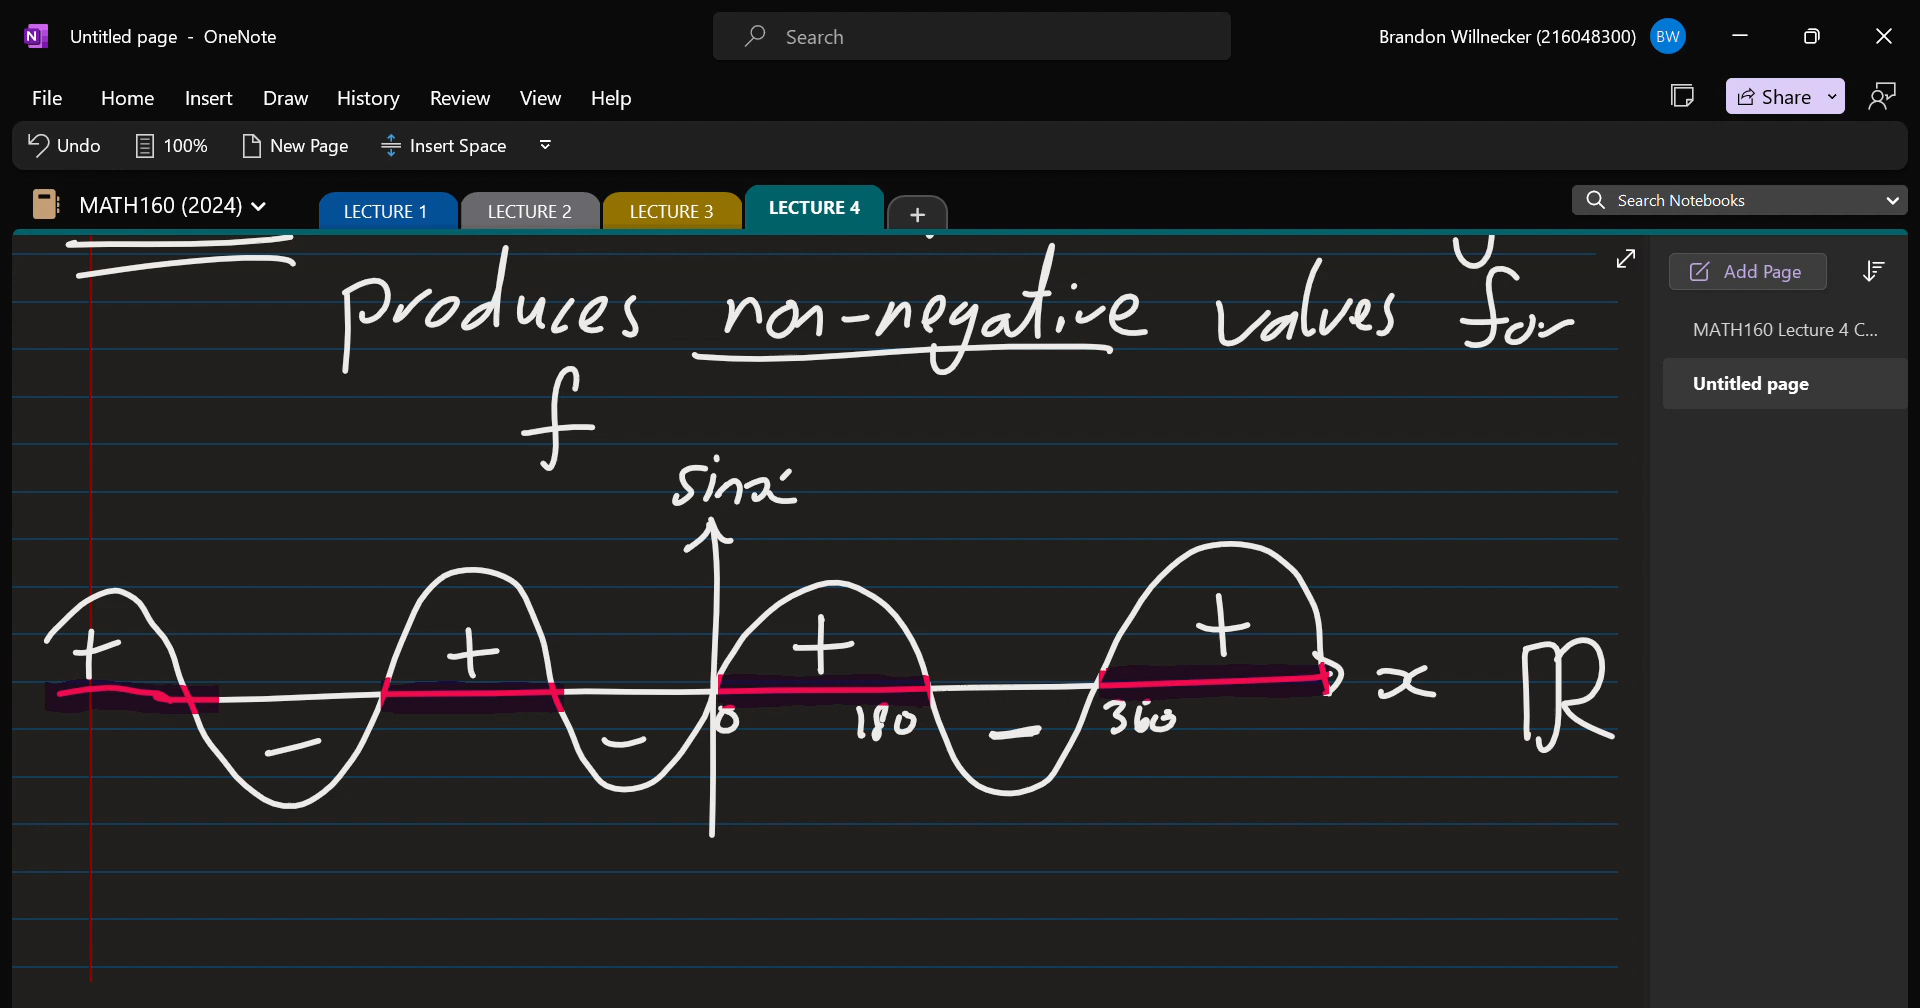 Untitled page - OneNote
Search
Brandon Willnecker (216048300) BW
File Home Insert Draw History Review View Help
Share
Undo 100% New Page Insert Space
MATH160 (2024) LECTURE 1 LECTURE 2 LECTURE 3 LECTURE 4 +
Search Notebooks
Add Page
MATH160 Lecture 4 C...
Untitled page
produces non-negative values for
f
sinx
+ + + +
x ℝ
0 180 360
− − −